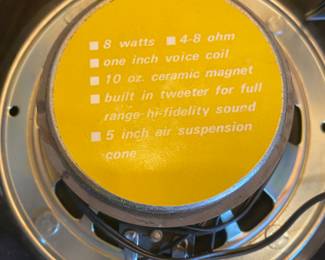 ■ 8 watts ■ 4-8 ohm
■ one inch voice coil
■ 10 oz. ceramic magnet
■ built in tweeter for full
range hi-fidelity sound
■ 5 inch air suspension
cone